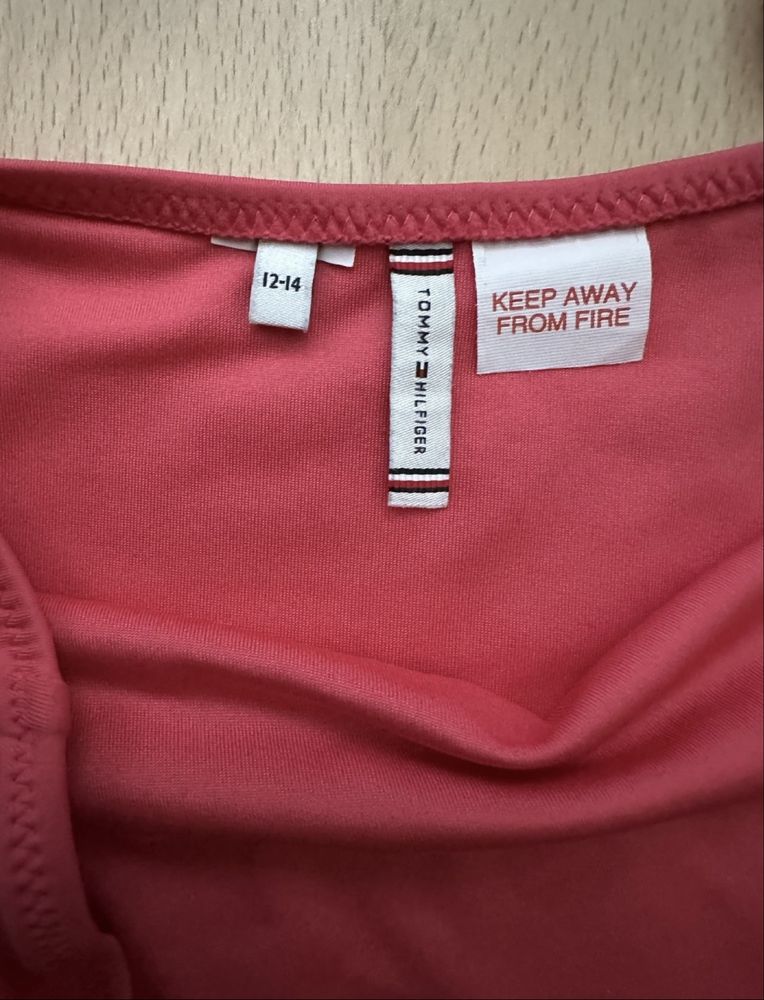 12-14
TOMMY HILFIGER
KEEP AWAY
FROM FIRE